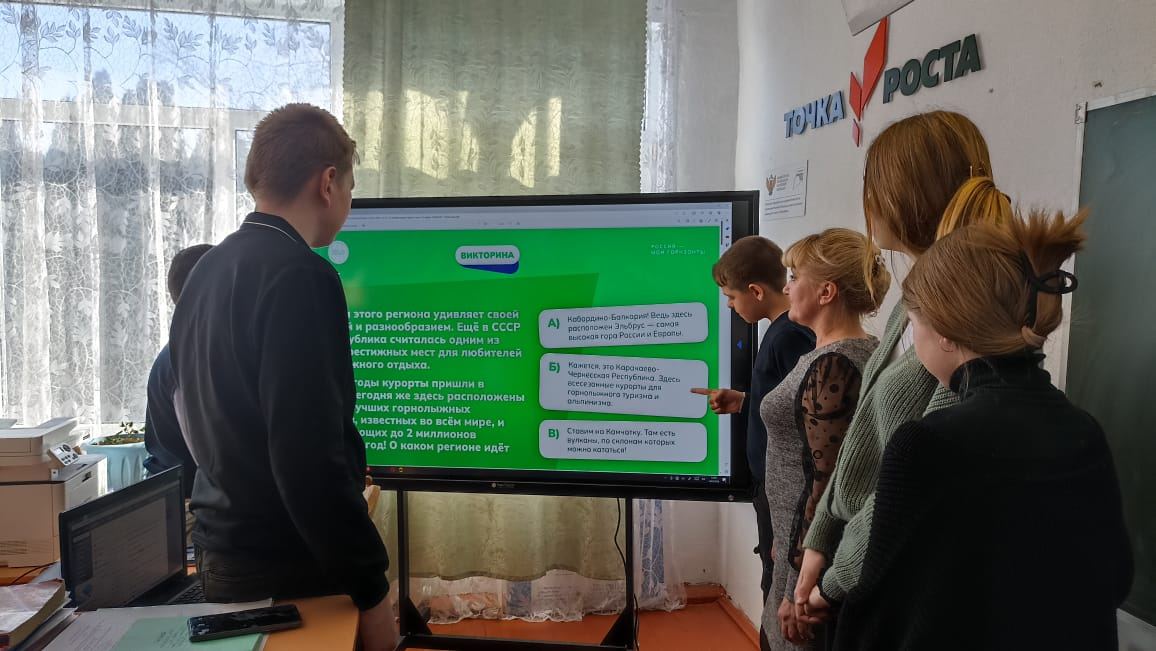 ТОЧКА РОСТА
ВИКТОРИНА
РОССИЯ —
МОИ ГОРИЗОНТЫ
этого региона удивляет своей
и разнообразием. Ещё в СССР
публика считалась одним из
рестижных мест для любителей
жного отдыха.
годы курорты пришли в
егодня же здесь расположены
учших горнолыжных
, известных во всём мире, и
ющих до 2 миллионов
год! О каком регионе идёт
А) Кабардино-Балкария! Ведь здесь
расположен Эльбрус — самая
высокая гора России и Европы.
Б) Кажется, это Карачаево-
Черкесская Республика. Здесь
всесезонные курорты для
горнолыжного туризма и
альпинизма.
В) Ставим на Камчатку. Там есть
вулканы, по склонам которых
можно кататься!